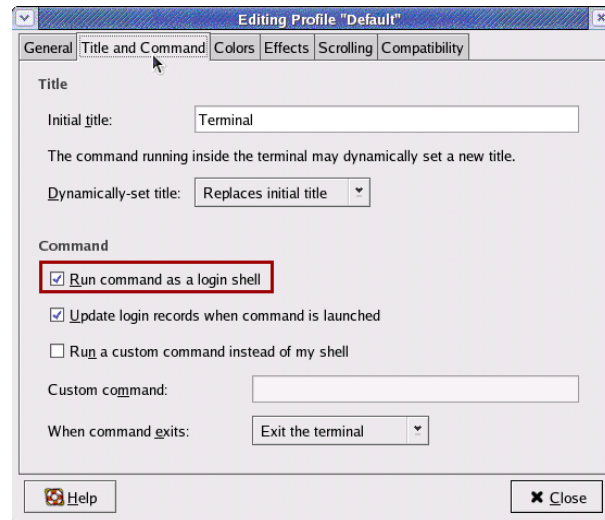 Editing Profile "Default"
General Title and Command Colors Effects Scrolling Compatibility
Title
Initial title: Terminal
The command running inside the terminal may dynamically set a new title.
Dynamically-set title: Replaces initial title
Command
Run command as a login shell
Update login records when command is launched
Run a custom command instead of my shell
Custom command:
When command exits: Exit the terminal
Help Close